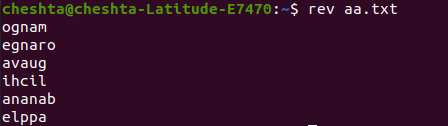 cheshta@cheshta-Latitude-E7470:~$ rev aa.txt
ognam
egnaro
avaug
ihcil
ananab
elppa